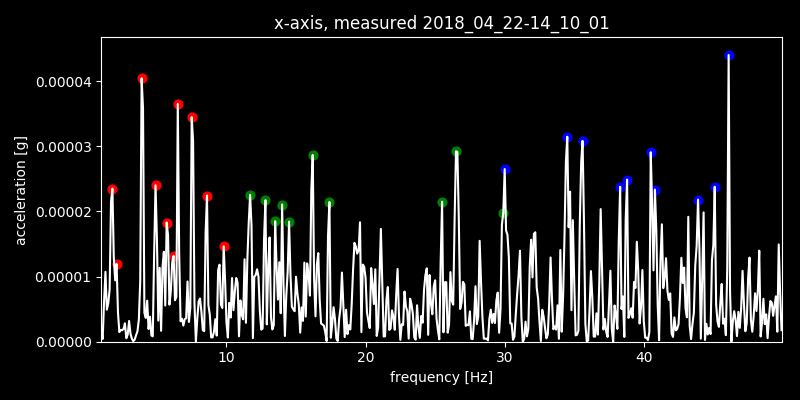 x-axis, measured 2018_04_22-14_10_01
acceleration [g]
0.00004
0.00003
0.00002
0.00001
0.00000
10 20 30 40
frequency [Hz]